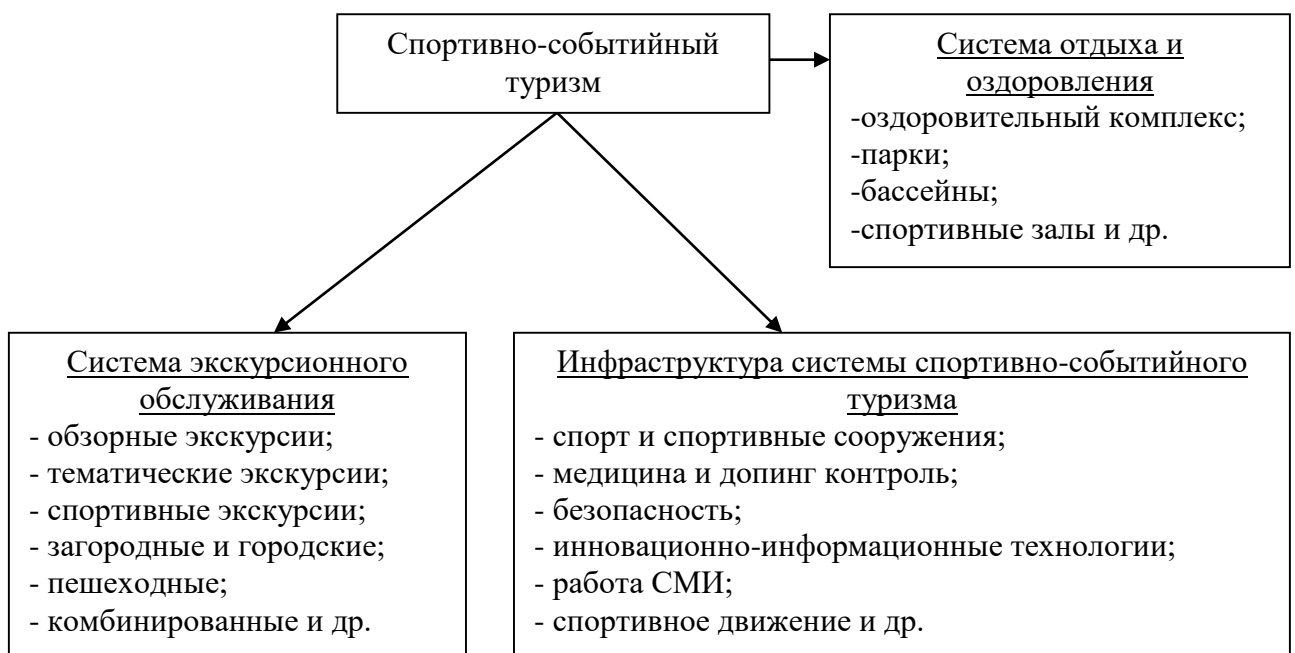 Спортивно-событийный
туризм
Система отдыха и
оздоровления
-оздоровительный комплекс;
-парки;
-бассейны;
-спортивные залы и др.
Система экскурсионного
обслуживания
- обзорные экскурсии;
- тематические экскурсии;
- спортивные экскурсии;
- загородные и городские;
- пешеходные;
- комбинированные и др.
Инфраструктура системы спортивно-событийного
туризма
- спорт и спортивные сооружения;
- медицина и допинг контроль;
- безопасность;
- инновационно-информационные технологии;
- работа СМИ;
- спортивное движение и др.